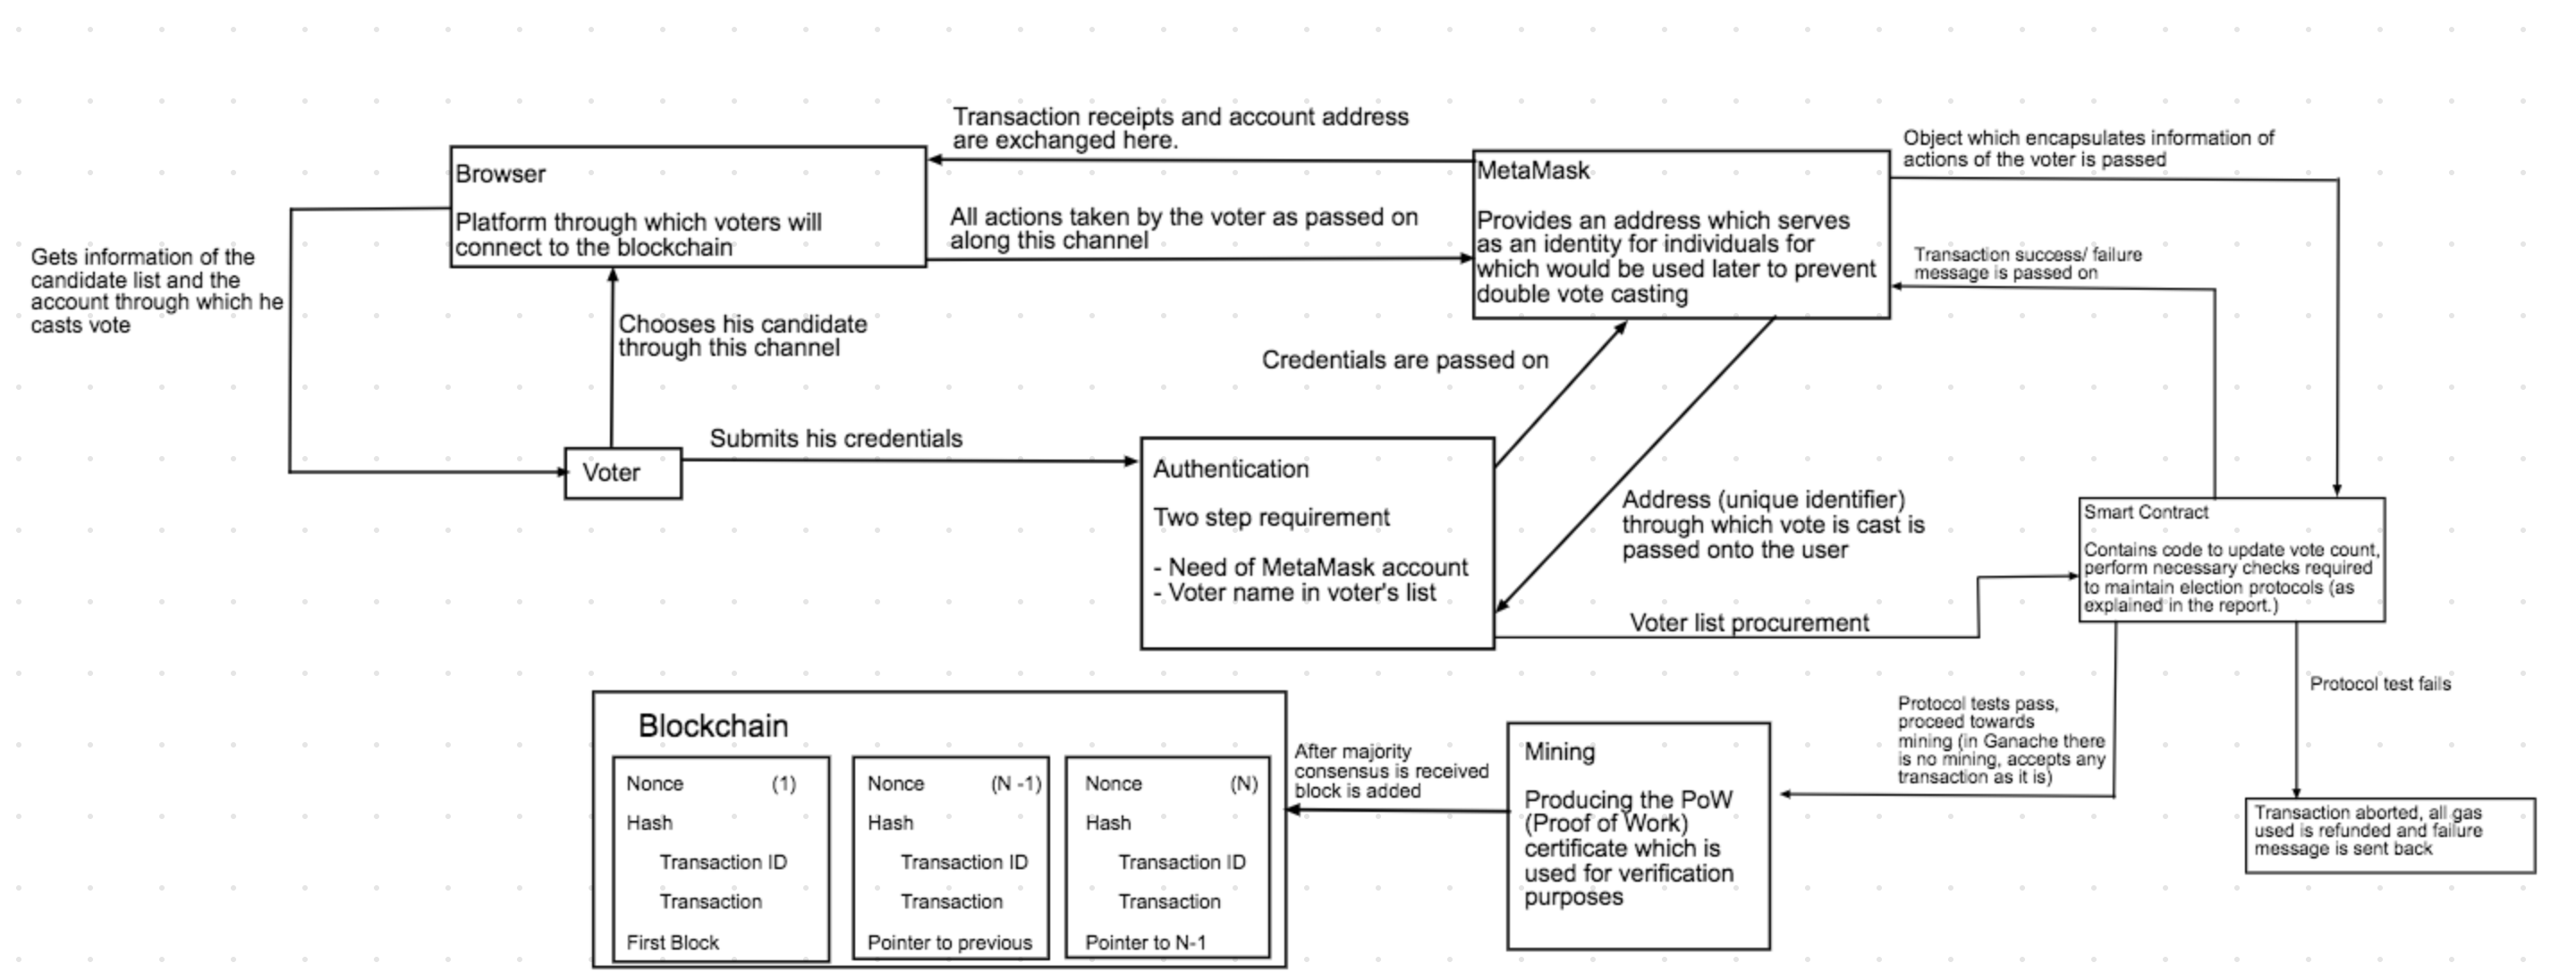 Transaction receipts and account address
are exchanged here.
Object which encapsulates information of
actions of the voter is passed
Browser
Platform through which voters will
connect to the blockchain
MetaMask
Provides an address which serves
as an identity for individuals for
which would be used later to prevent
double vote casting
All actions taken by the voter as passed on
along this channel
Gets information of the
candidate list and the
account through which he
casts vote
Transaction success/ failure
message is passed on
Chooses his candidate
through this channel
Credentials are passed on
Submits his credentials
Voter
Authentication
Two step requirement
- Need of MetaMask account
- Voter name in voter's list
Address (unique identifier)
through which vote is cast is
passed onto the user
Smart Contract
Contains code to update vote count,
perform necessary checks required
to maintain election protocols (as
explained in the report.)
Voter list procurement
Protocol test fails
Protocol tests pass,
proceed towards
mining (in Ganache there
is no mining, accepts any
transaction as it is)
Transaction aborted, all gas
used is refunded and failure
message is sent back
Mining
Producing the PoW
(Proof of Work)
certificate which is
used for verification
purposes
After majority
consensus is received
block is added
Blockchain
Nonce (1)
Hash
Transaction ID
Transaction
First Block
Nonce (N -1)
Hash
Transaction ID
Transaction
Pointer to previous
Nonce (N)
Hash
Transaction ID
Transaction
Pointer to N-1